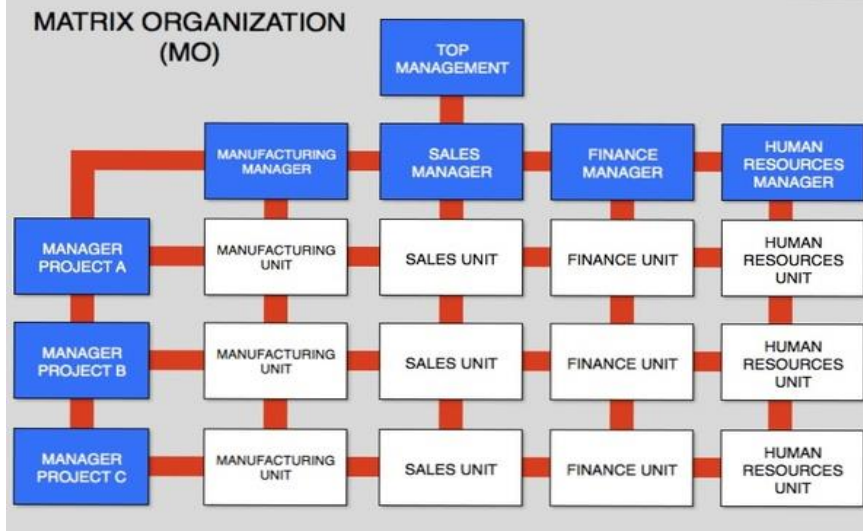 MATRIX ORGANIZATION
(MO)
TOP
MANAGEMENT
MANUFACTURING
MANAGER
SALES
MANAGER
FINANCE
MANAGER
HUMAN
RESOURCES
MANAGER
MANAGER
PROJECT A
MANUFACTURING
UNIT
SALES UNIT
FINANCE UNIT
HUMAN
RESOURCES
UNIT
MANAGER
PROJECT B
MANUFACTURING
UNIT
SALES UNIT
FINANCE UNIT
HUMAN
RESOURCES
UNIT
MANAGER
PROJECT C
MANUFACTURING
UNIT
SALES UNIT
FINANCE UNIT
HUMAN
RESOURCES
UNIT